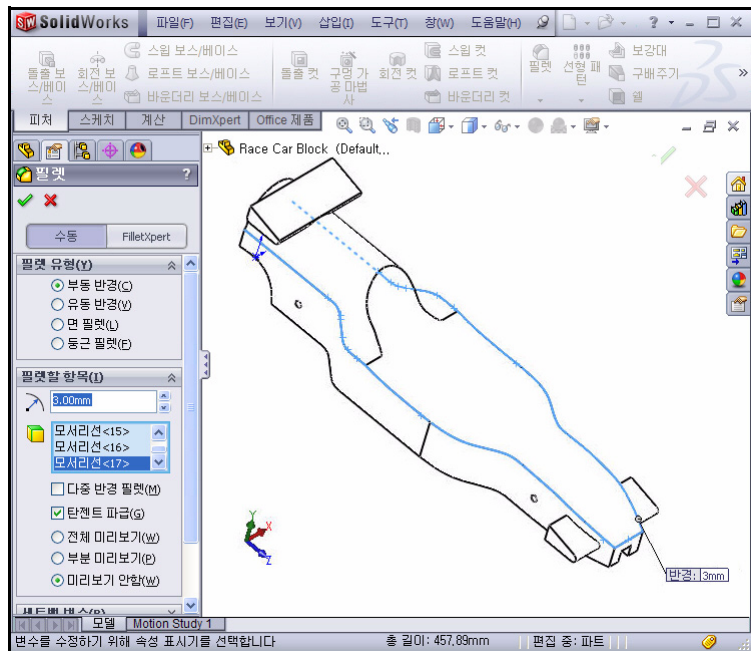 SolidWorks 파일(F) 편집(E) 보기(V) 삽입(I) 도구(T) 창(W) 도움말(H)
돌출 보스/베이스
회전 보스/베이스
스윕 보스/베이스
로프트 보스/베이스
바운더리 보스/베이스
돌출 컷
구멍 가공 마법사
회전 컷
스윕 컷
로프트 컷
바운더리 컷
필렛
선형 패턴
보강대
구배주기
쉘
피처 스케치 계산 DimXpert Office 제품
Race Car Block (Default...
필렛 ?
수동 FilletXpert
필렛 유형(Y)
부동 반경(C)
유동 반경(V)
면 필렛(L)
둥근 필렛(F)
필렛할 항목(I)
3.00mm
모서리선<15>
모서리선<16>
모서리선<17>
다중 반경 필렛(M)
탄젠트 파급(G)
전체 미리보기(W)
부분 미리보기(P)
미리보기 안함(W)
Y
X
Z
반경: 3mm
모델 Motion Study 1
변수를 수정하기 위해 속성 표시기를 선택합니다 총 길이: 457.89mm 편집 중: 파트